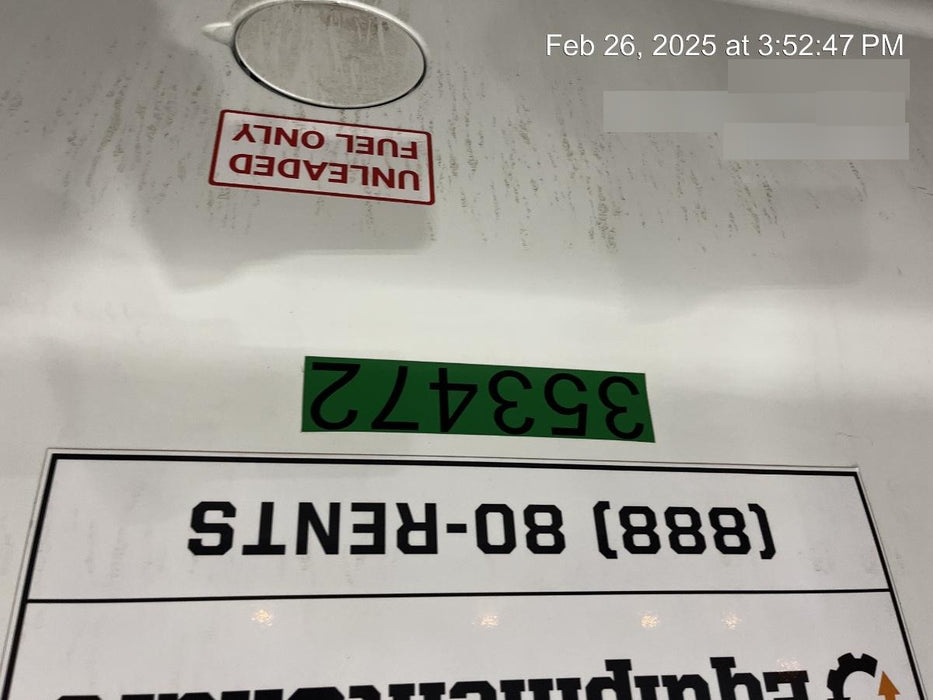 Feb 26, 2025 at 3:52:47 PM
UNLEADED
FUEL ONLY
353472
(888) 80-RENTS